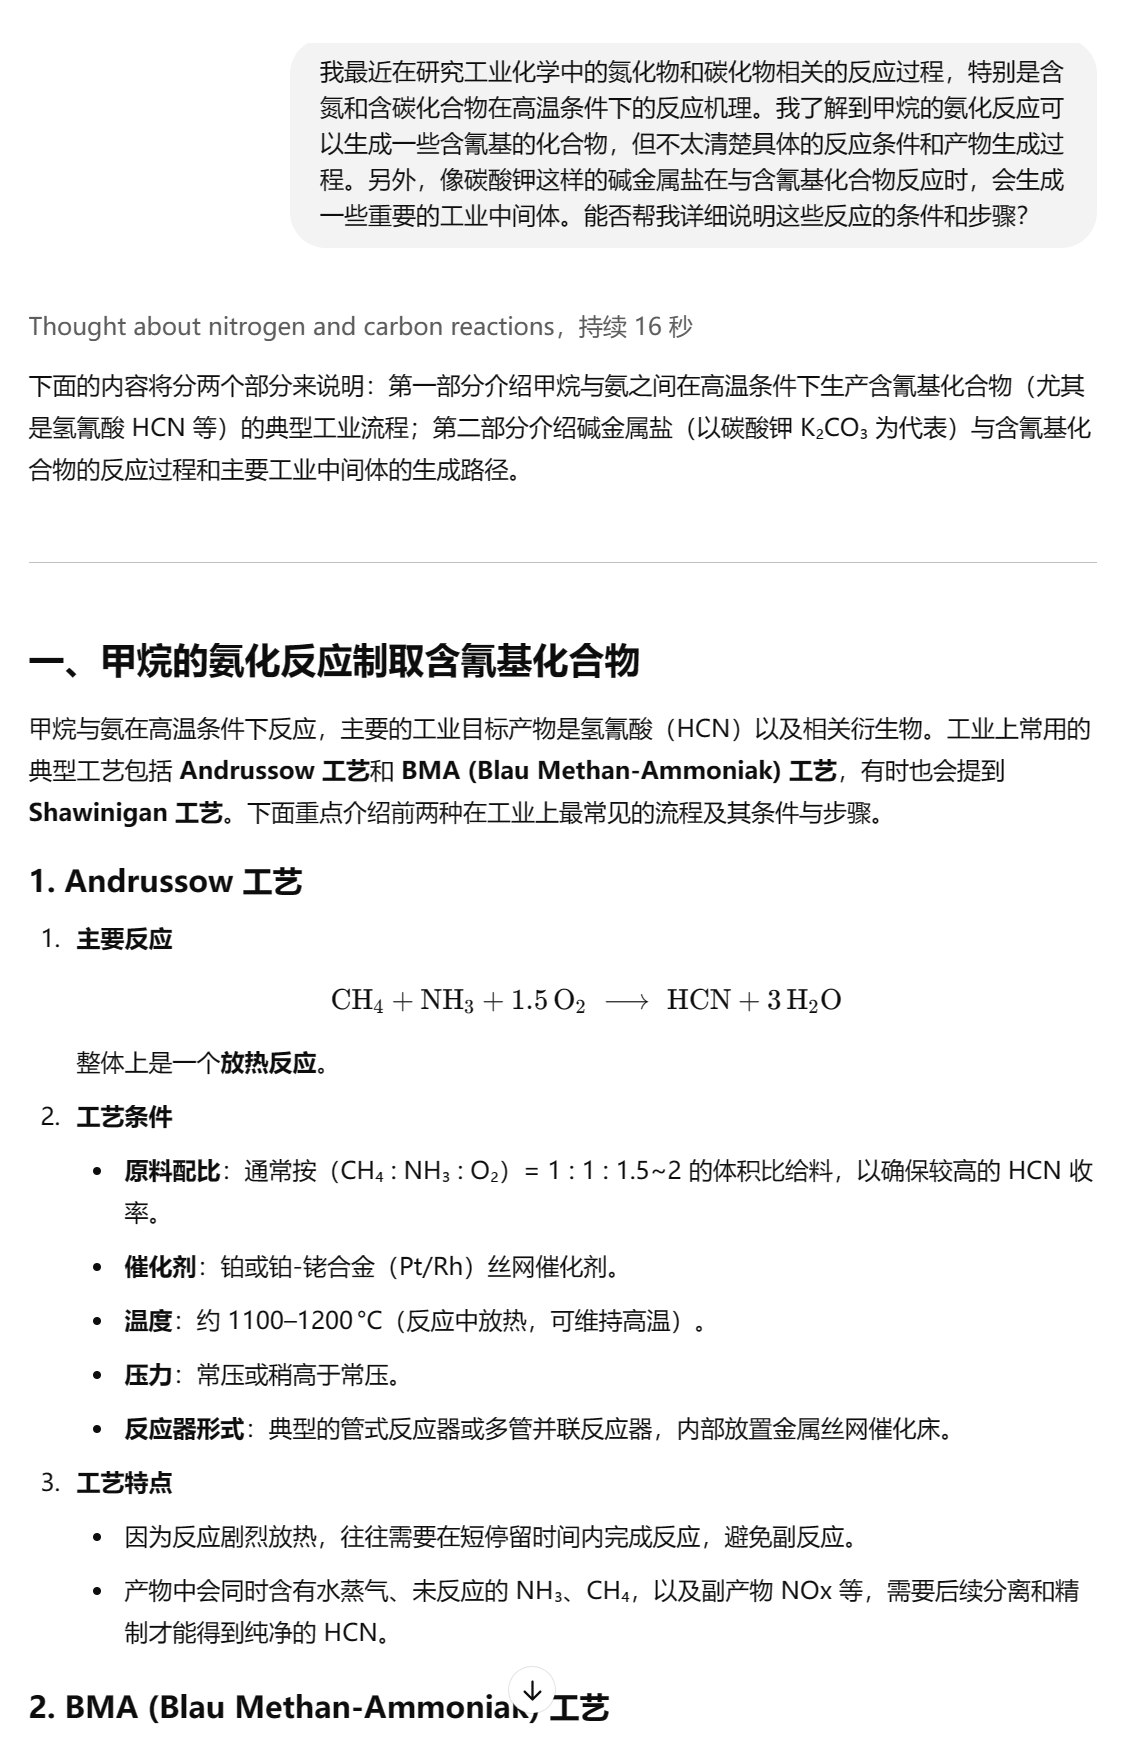 我最近在研究工业化学中的氮化物和碳化物相关的反应过程，特别是含
氮和含碳化合物在高温条件下的反应机理。我了解到甲烷的氨化反应可
以生成一些含氰基的化合物，但不太清楚具体的反应条件和产物生成过
程。另外，像碳酸钾这样的碱金属盐在与含氰基化合物反应时，会生成
一些重要的工业中间体。能否帮我详细说明这些反应的条件和步骤？
Thought about nitrogen and carbon reactions，持续 16 秒
下面的内容将分两个部分来说明：第一部分介绍甲烷与氨之间在高温条件下生产含氰基化合物（尤其
是氢氰酸 HCN 等）的典型工业流程；第二部分介绍碱金属盐（以碳酸钾 K₂CO₃ 为代表）与含氰基化
合物的反应过程和主要工业中间体的生成路径。
一、甲烷的氨化反应制取含氰基化合物
甲烷与氨在高温条件下反应，主要的工业目标产物是氢氰酸（HCN）以及相关衍生物。工业上常用的
典型工艺包括 Andrussow 工艺和 BMA (Blau Methan-Ammoniak) 工艺，有时也会提到
Shawinigan 工艺。下面重点介绍前两种在工业上最常见的流程及其条件与步骤。
1. Andrussow 工艺
1. 主要反应
CH₄ + NH₃ + 1.5 O₂ ⟶ HCN + 3 H₂O
整体上是一个放热反应。
2. 工艺条件
• 原料配比：通常按（CH₄ : NH₃ : O₂）= 1 : 1 : 1.5~2 的体积比给料，以确保较高的 HCN 收
率。
• 催化剂：铂或铂-铑合金（Pt/Rh）丝网催化剂。
• 温度：约 1100–1200 °C（反应中放热，可维持高温）。
• 压力：常压或稍高于常压。
• 反应器形式：典型的管式反应器或多管并联反应器，内部放置金属丝网催化床。
3. 工艺特点
• 因为反应剧烈放热，往往需要在短停留时间内完成反应，避免副反应。
• 产物中会同时含有水蒸气、未反应的 NH₃、CH₄，以及副产物 NOx 等，需要后续分离和精
制才能得到纯净的 HCN。
2. BMA (Blau Methan-Ammoniak) 工艺